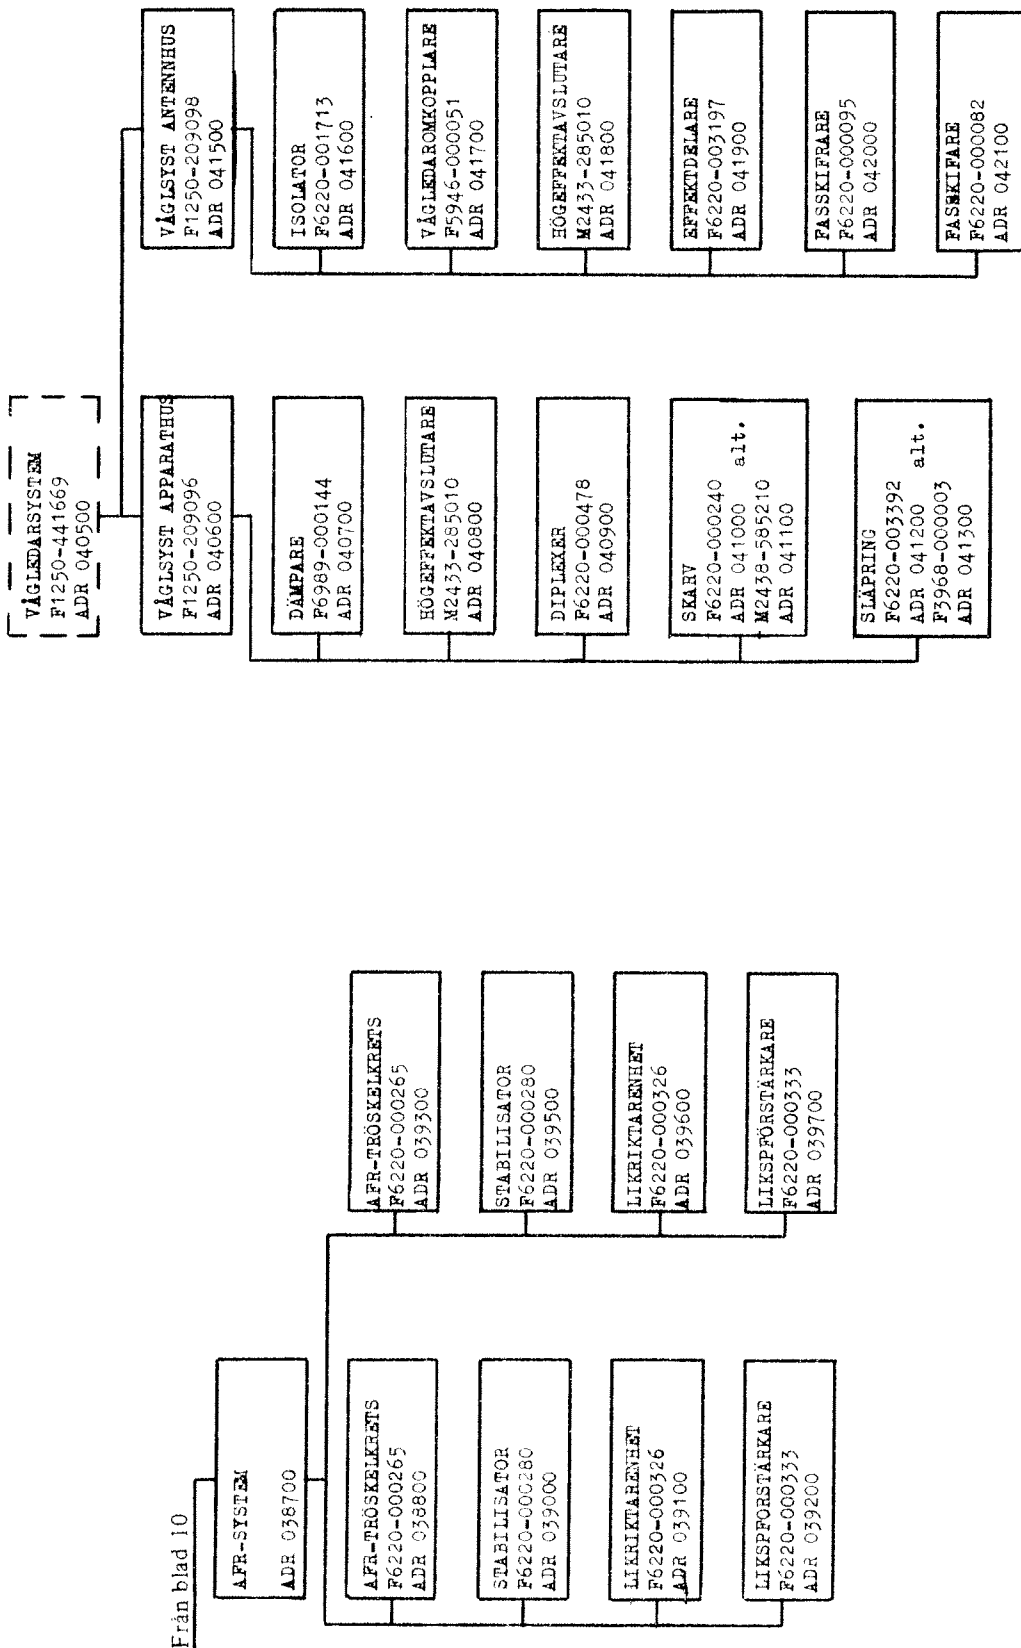 Från blad 10
AFR-SYSTEM
ADR 038700
AFR-TRÖSKELKRETS
F6220-000265
ADR 038800
STABILISATOR
F6220-000280
ADR 039000
LIKRIKTARENHET
F6220-000326
ADR 039100
LIKSPFORSTÄRKARE
F6220-000333
ADR 039200
AFR-TRÖSKELKRETS
F6220-000265
ADR 039300
STABILISATOR
F6220-000280
ADR 039500
LIKRIKTARENHET
F6220-000326
ADR 039600
LIKSPFÖRSTÄRKARE
F6220-000333
ADR 039700
VÅGLEDARSYSTEM
F1250-441669
ADR 040500
VÅGLSYST APPARATHUS
F1250-209096
ADR 040600
DÄMPARE
F6989-000144
ADR 040700
HÖGEFFEKTAVSLUTARE
M2433-285010
ADR 040800
DIPLEXER
F6220-000478
ADR 040900
SKARV
F6220-000240
ADR 041000 alt.
M2438-585210
ADR 041100
SLÄPRING
F6220-003392
ADR 041200 alt.
F3968-000003
ADR 041300
VÅGLSYST ANTENNHUS
F1250-209098
ADR 041500
ISOLATOR
F6220-001713
ADR 041600
VÅGLEDAROMKOPPLARE
F5946-000051
ADR 041700
HÖGEFFEKTAVSLUTARE
M2433-285010
ADR 041800
EFFEKTDELARE
F6220-003197
ADR 041900
FASSKIFRARE
F6220-000095
ADR 042000
FASSKIFARE
F6220-000082
ADR 042100